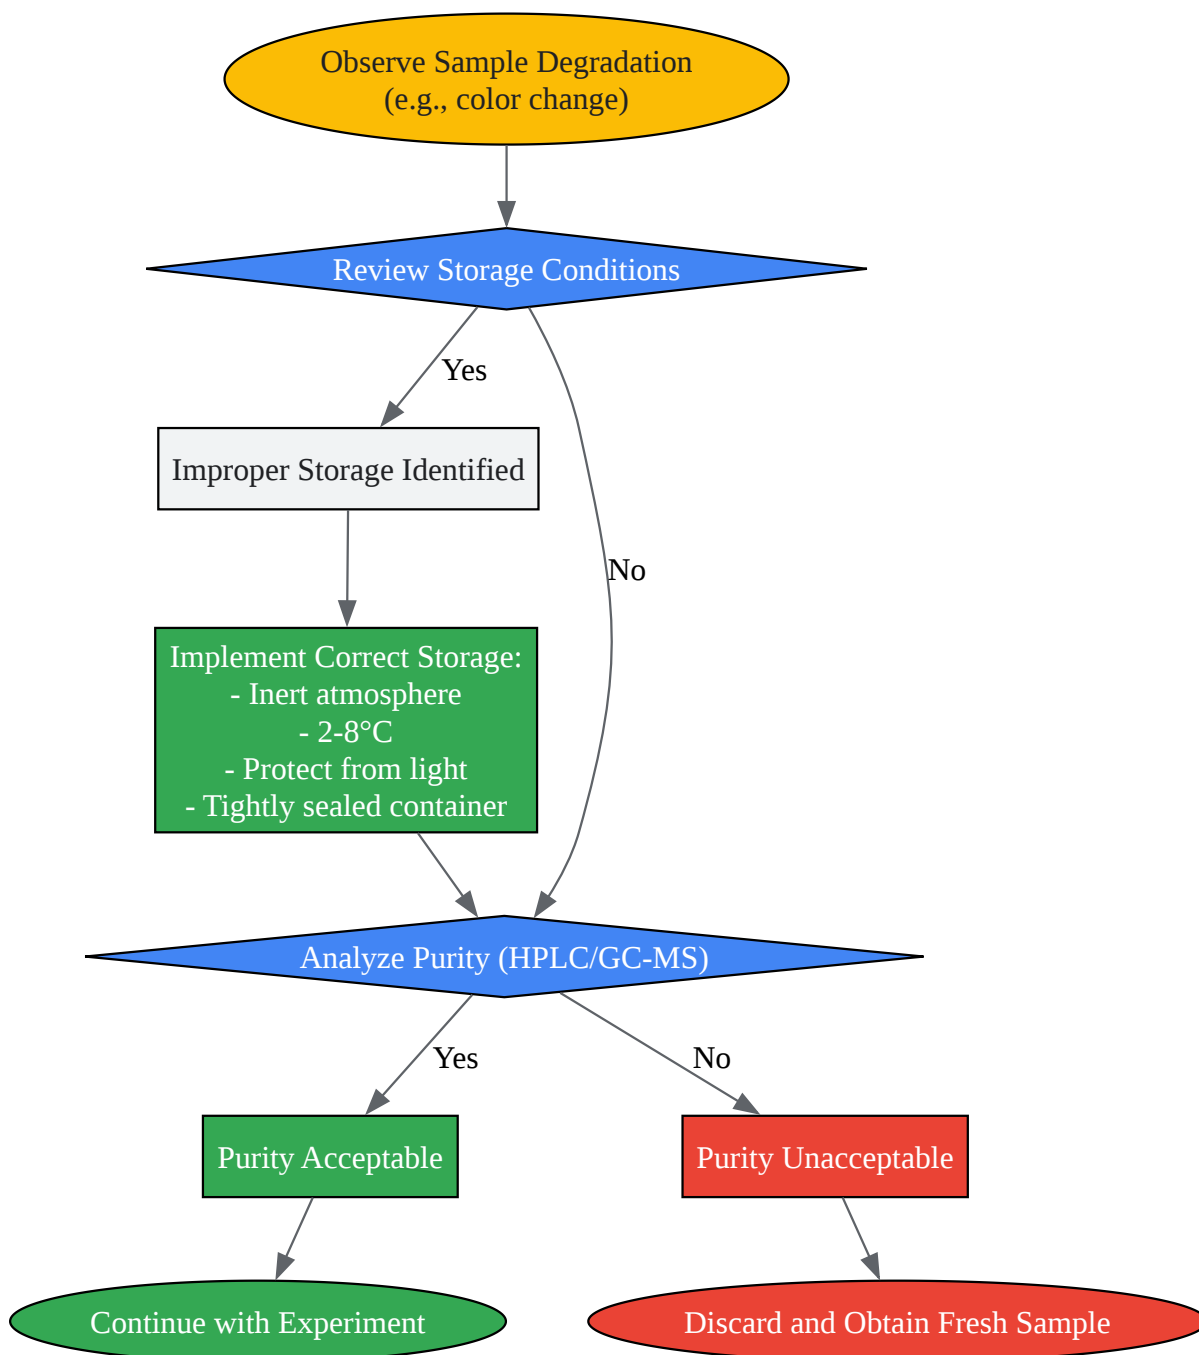 Observe Sample Degradation
(e.g., color change)
Review Storage Conditions
Yes
Improper Storage Identified
No
Implement Correct Storage:
- Inert atmosphere
- 2-8°C
- Protect from light
- Tightly sealed container
Analyze Purity (HPLC/GC-MS)
Yes
No
Purity Acceptable
Purity Unacceptable
Continue with Experiment
Discard and Obtain Fresh Sample